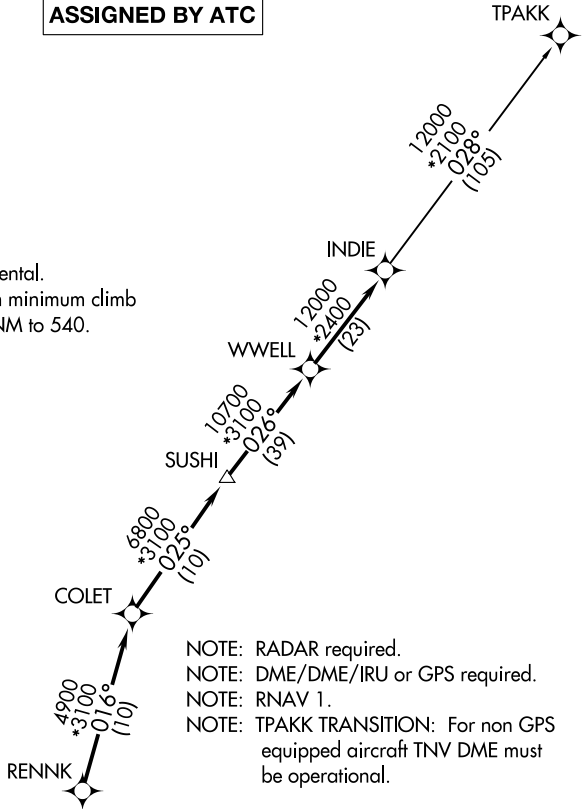 ASSIGNED BY ATC
TPAKK
12000
*2100
028°
(105)
INDIE
ental.
minimum climb
NM to 540.
12000
*2400
(23)
WWELL
10700
*3100
026°
(39)
SUSHI
6800
*3100
025°
(10)
COLET
NOTE: RADAR required.
NOTE: DME/DME/IRU or GPS required.
NOTE: RNAV 1.
NOTE: TPAKK TRANSITION: For non GPS
equipped aircraft TNV DME must
be operational.
4900
*3100
016°
(10)
RENNK